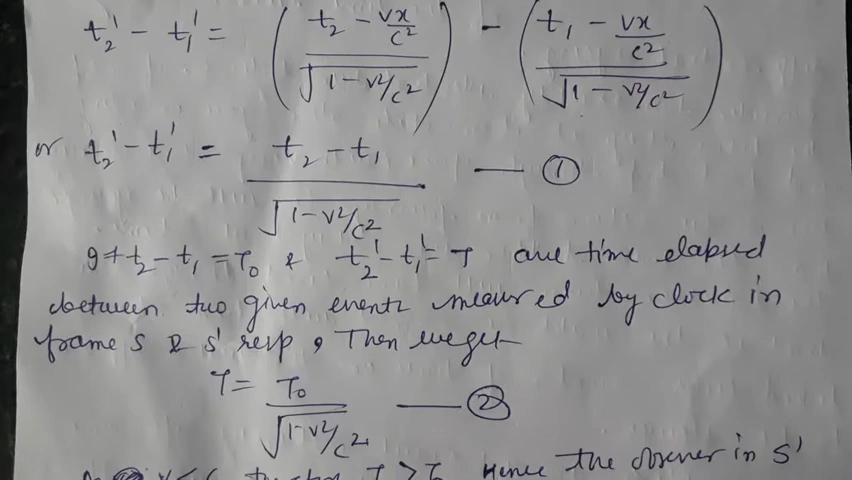 t₂' - t₁' = ( (t₂ - vx/c²) / √(1 - v²/c²) ) - ( (t₁ - vx/c²) / √(1 - v²/c²) )
or t₂' - t₁' = (t₂ - t₁) / √(1 - v²/c²) — ①
If t₂ - t₁ = T₀ & t₂' - t₁' = T are time elapsed
between two given events measured by clock in
frame S & S' resp, Then we get
T = T₀ / √(1 - v²/c²) — ②
v < c T > T₀ Hence the observer in S'